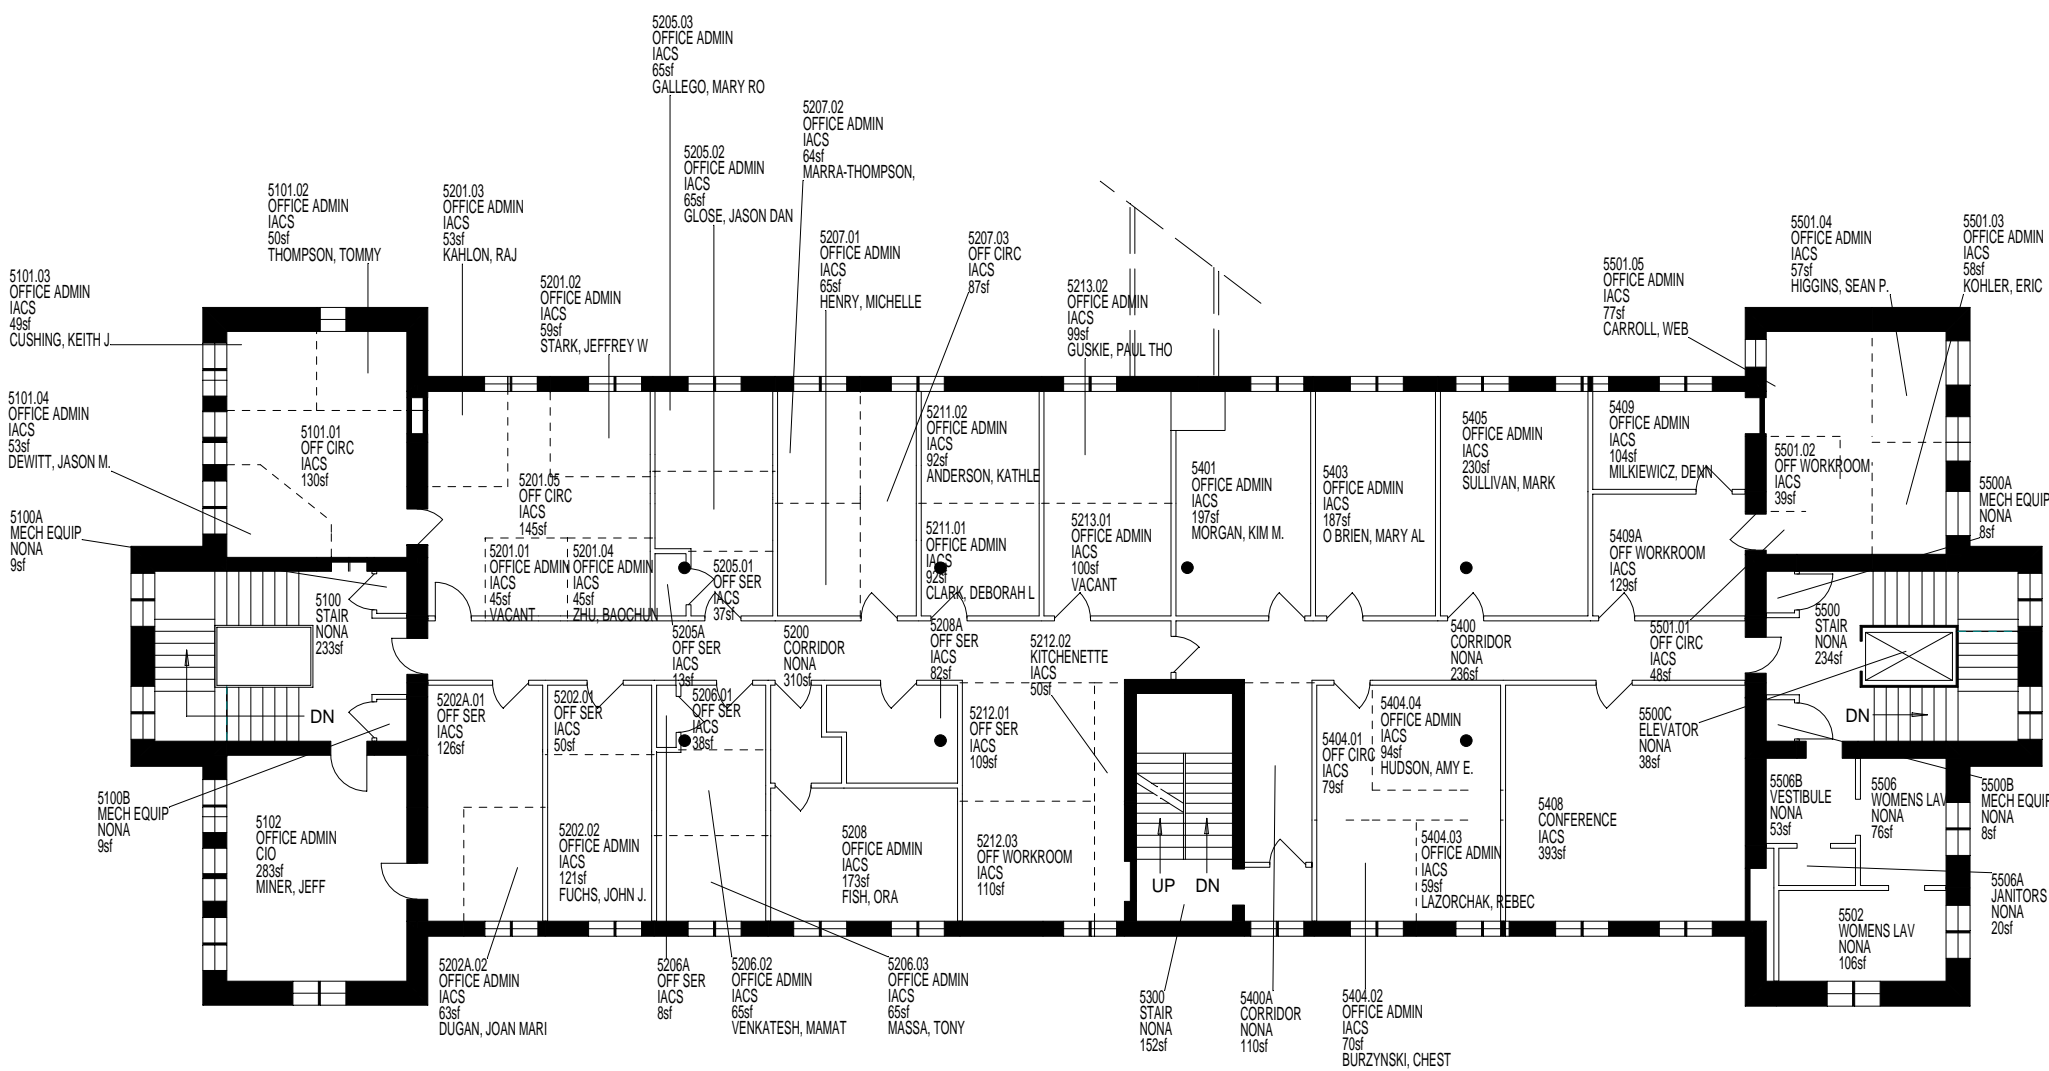 5205.03
OFFICE ADMIN
IACS
65sf
GALLEGO, MARY RO
5207.02
OFFICE ADMIN
IACS
64sf
MARRA-THOMPSON,
5205.02
OFFICE ADMIN
IACS
65sf
GLOSE, JASON DAN
5101.02
OFFICE ADMIN
IACS
50sf
THOMPSON, TOMMY
5201.03
OFFICE ADMIN
IACS
53sf
KAHLON, RAJ
5207.01
OFFICE ADMIN
IACS
65sf
HENRY, MICHELLE
5207.03
OFF CIRC
IACS
87sf
5501.04
OFFICE ADMIN
IACS
57sf
HIGGINS, SEAN P.
5501.03
OFFICE ADMIN
IACS
58sf
KOHLER, ERIC
5101.03
OFFICE ADMIN
IACS
49sf
CUSHING, KEITH J
5201.02
OFFICE ADMIN
IACS
59sf
STARK, JEFFREY W
5213.02
OFFICE ADMIN
IACS
99sf
GUSKIE, PAUL THO
5501.05
OFFICE ADMIN
IACS
77sf
CARROLL, WEB
5101.04
OFFICE ADMIN
IACS
53sf
DEWITT, JASON M.
5101.01
OFF CIRC
IACS
130sf
5201.05
OFF CIRC
IACS
145sf
5211.02
OFFICE ADMIN
IACS
92sf
ANDERSON, KATHLE
5401
OFFICE ADMIN
IACS
197sf
MORGAN, KIM M.
5403
OFFICE ADMIN
IACS
187sf
O BRIEN, MARY AL
5405
OFFICE ADMIN
IACS
230sf
SULLIVAN, MARK
5409
OFFICE ADMIN
IACS
104sf
MILKIEWICZ, DENN
5501.02
OFF WORKROOM
IACS
39sf
5500A
MECH EQUIP
NONA
8sf
5100A
MECH EQUIP
NONA
9sf
5201.01
OFFICE ADMIN
IACS
45sf
VACANT
5201.04
OFFICE ADMIN
IACS
45sf
ZHU, BAOCHUN
5205.01
OFF SER
IACS
37sf
5211.01
OFFICE ADMIN
IACS
92sf
CLARK, DEBORAH L
5213.01
OFFICE ADMIN
IACS
100sf
VACANT
5409A
OFF WORKROOM
IACS
129sf
5100
STAIR
NONA
233sf
5205A
OFF SER
IACS
13sf
5200
CORRIDOR
NONA
310sf
5208A
OFF SER
IACS
82sf
5212.02
KITCHENETTE
IACS
50sf
5400
CORRIDOR
NONA
236sf
5501.01
OFF CIRC
IACS
48sf
5500
STAIR
NONA
234sf
DN
5202A.01
OFF SER
IACS
126sf
5202.01
OFF SER
IACS
50sf
5206.01
OFF SER
IACS
38sf
5212.01
OFF SER
IACS
109sf
5404.01
OFF CIRC
IACS
79sf
5404.04
OFFICE ADMIN
IACS
94sf
HUDSON, AMY E.
5500C
ELEVATOR
NONA
38sf
DN
5100B
MECH EQUIP
NONA
9sf
5102
OFFICE ADMIN
CIO
283sf
MINER, JEFF
5202.02
OFFICE ADMIN
IACS
121sf
FUCHS, JOHN J.
5208
OFFICE ADMIN
IACS
173sf
FISH, ORA
5212.03
OFF WORKROOM
IACS
110sf
UP
DN
5404.03
OFFICE ADMIN
IACS
59sf
LAZORCHAK, REBEC
5408
CONFERENCE
IACS
393sf
5506B
VESTIBULE
NONA
53sf
5506
WOMENS LAV
NONA
76sf
5500B
MECH EQUIP
NONA
8sf
5506A
JANITORS
NONA
20sf
5502
WOMENS LAV
NONA
106sf
5202A.02
OFFICE ADMIN
IACS
63sf
DUGAN, JOAN MARI
5206A
OFF SER
IACS
8sf
5206.02
OFFICE ADMIN
IACS
65sf
VENKATESH, MAMAT
5206.03
OFFICE ADMIN
IACS
65sf
MASSA, TONY
5300
STAIR
NONA
152sf
5400A
CORRIDOR
NONA
110sf
5404.02
OFFICE ADMIN
IACS
70sf
BURZYNSKI, CHEST